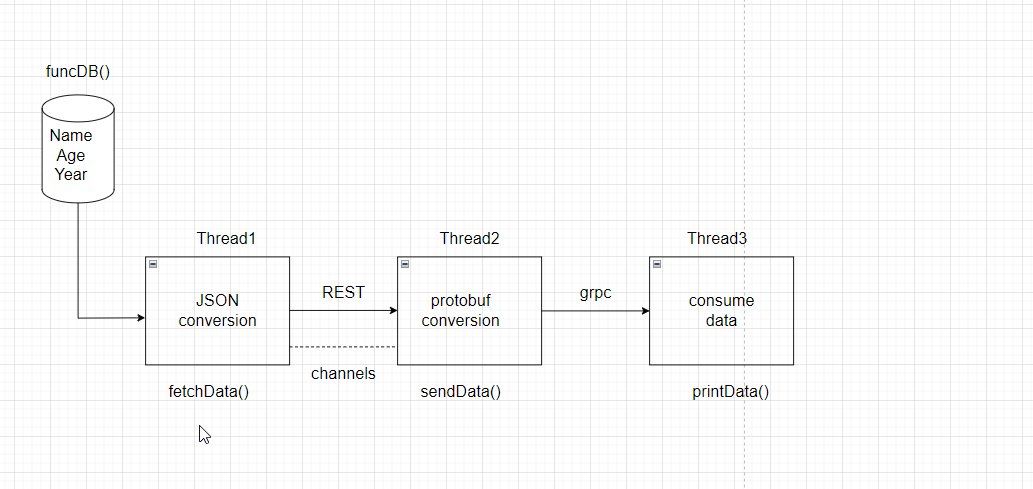 funcDB()
Name
Age
Year
Thread1
Thread2
Thread3
JSON
conversion
REST
protobuf
conversion
grpc
consume
data
channels
fetchData()
sendData()
printData()